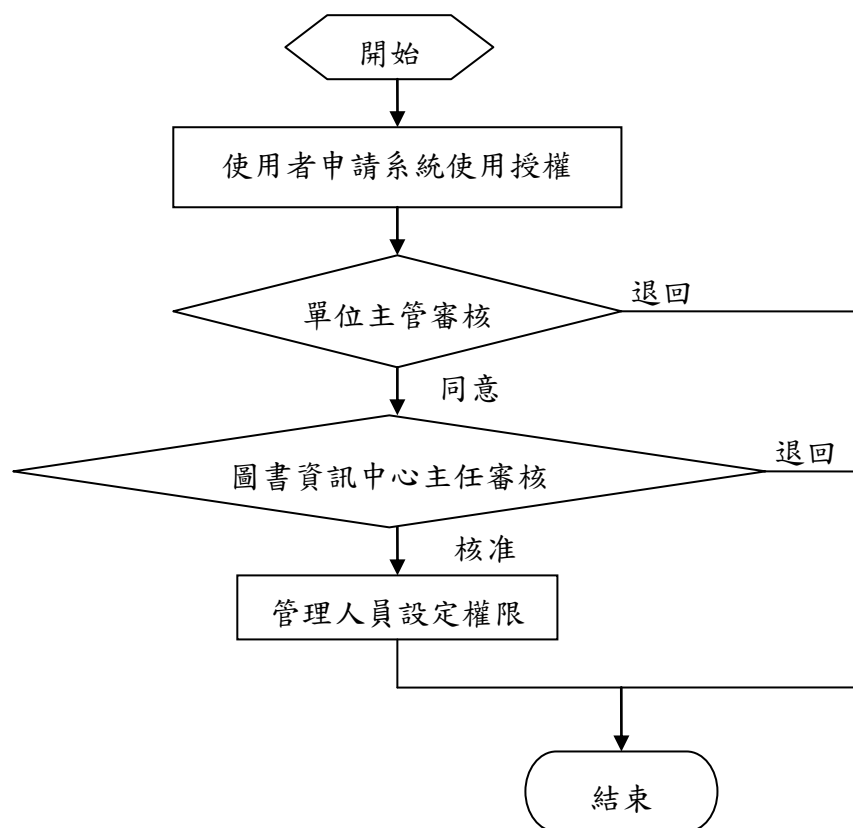 開始
使用者申請系統使用授權
單位主管審核
退回
同意
圖書資訊中心主任審核
退回
核准
管理人員設定權限
結束